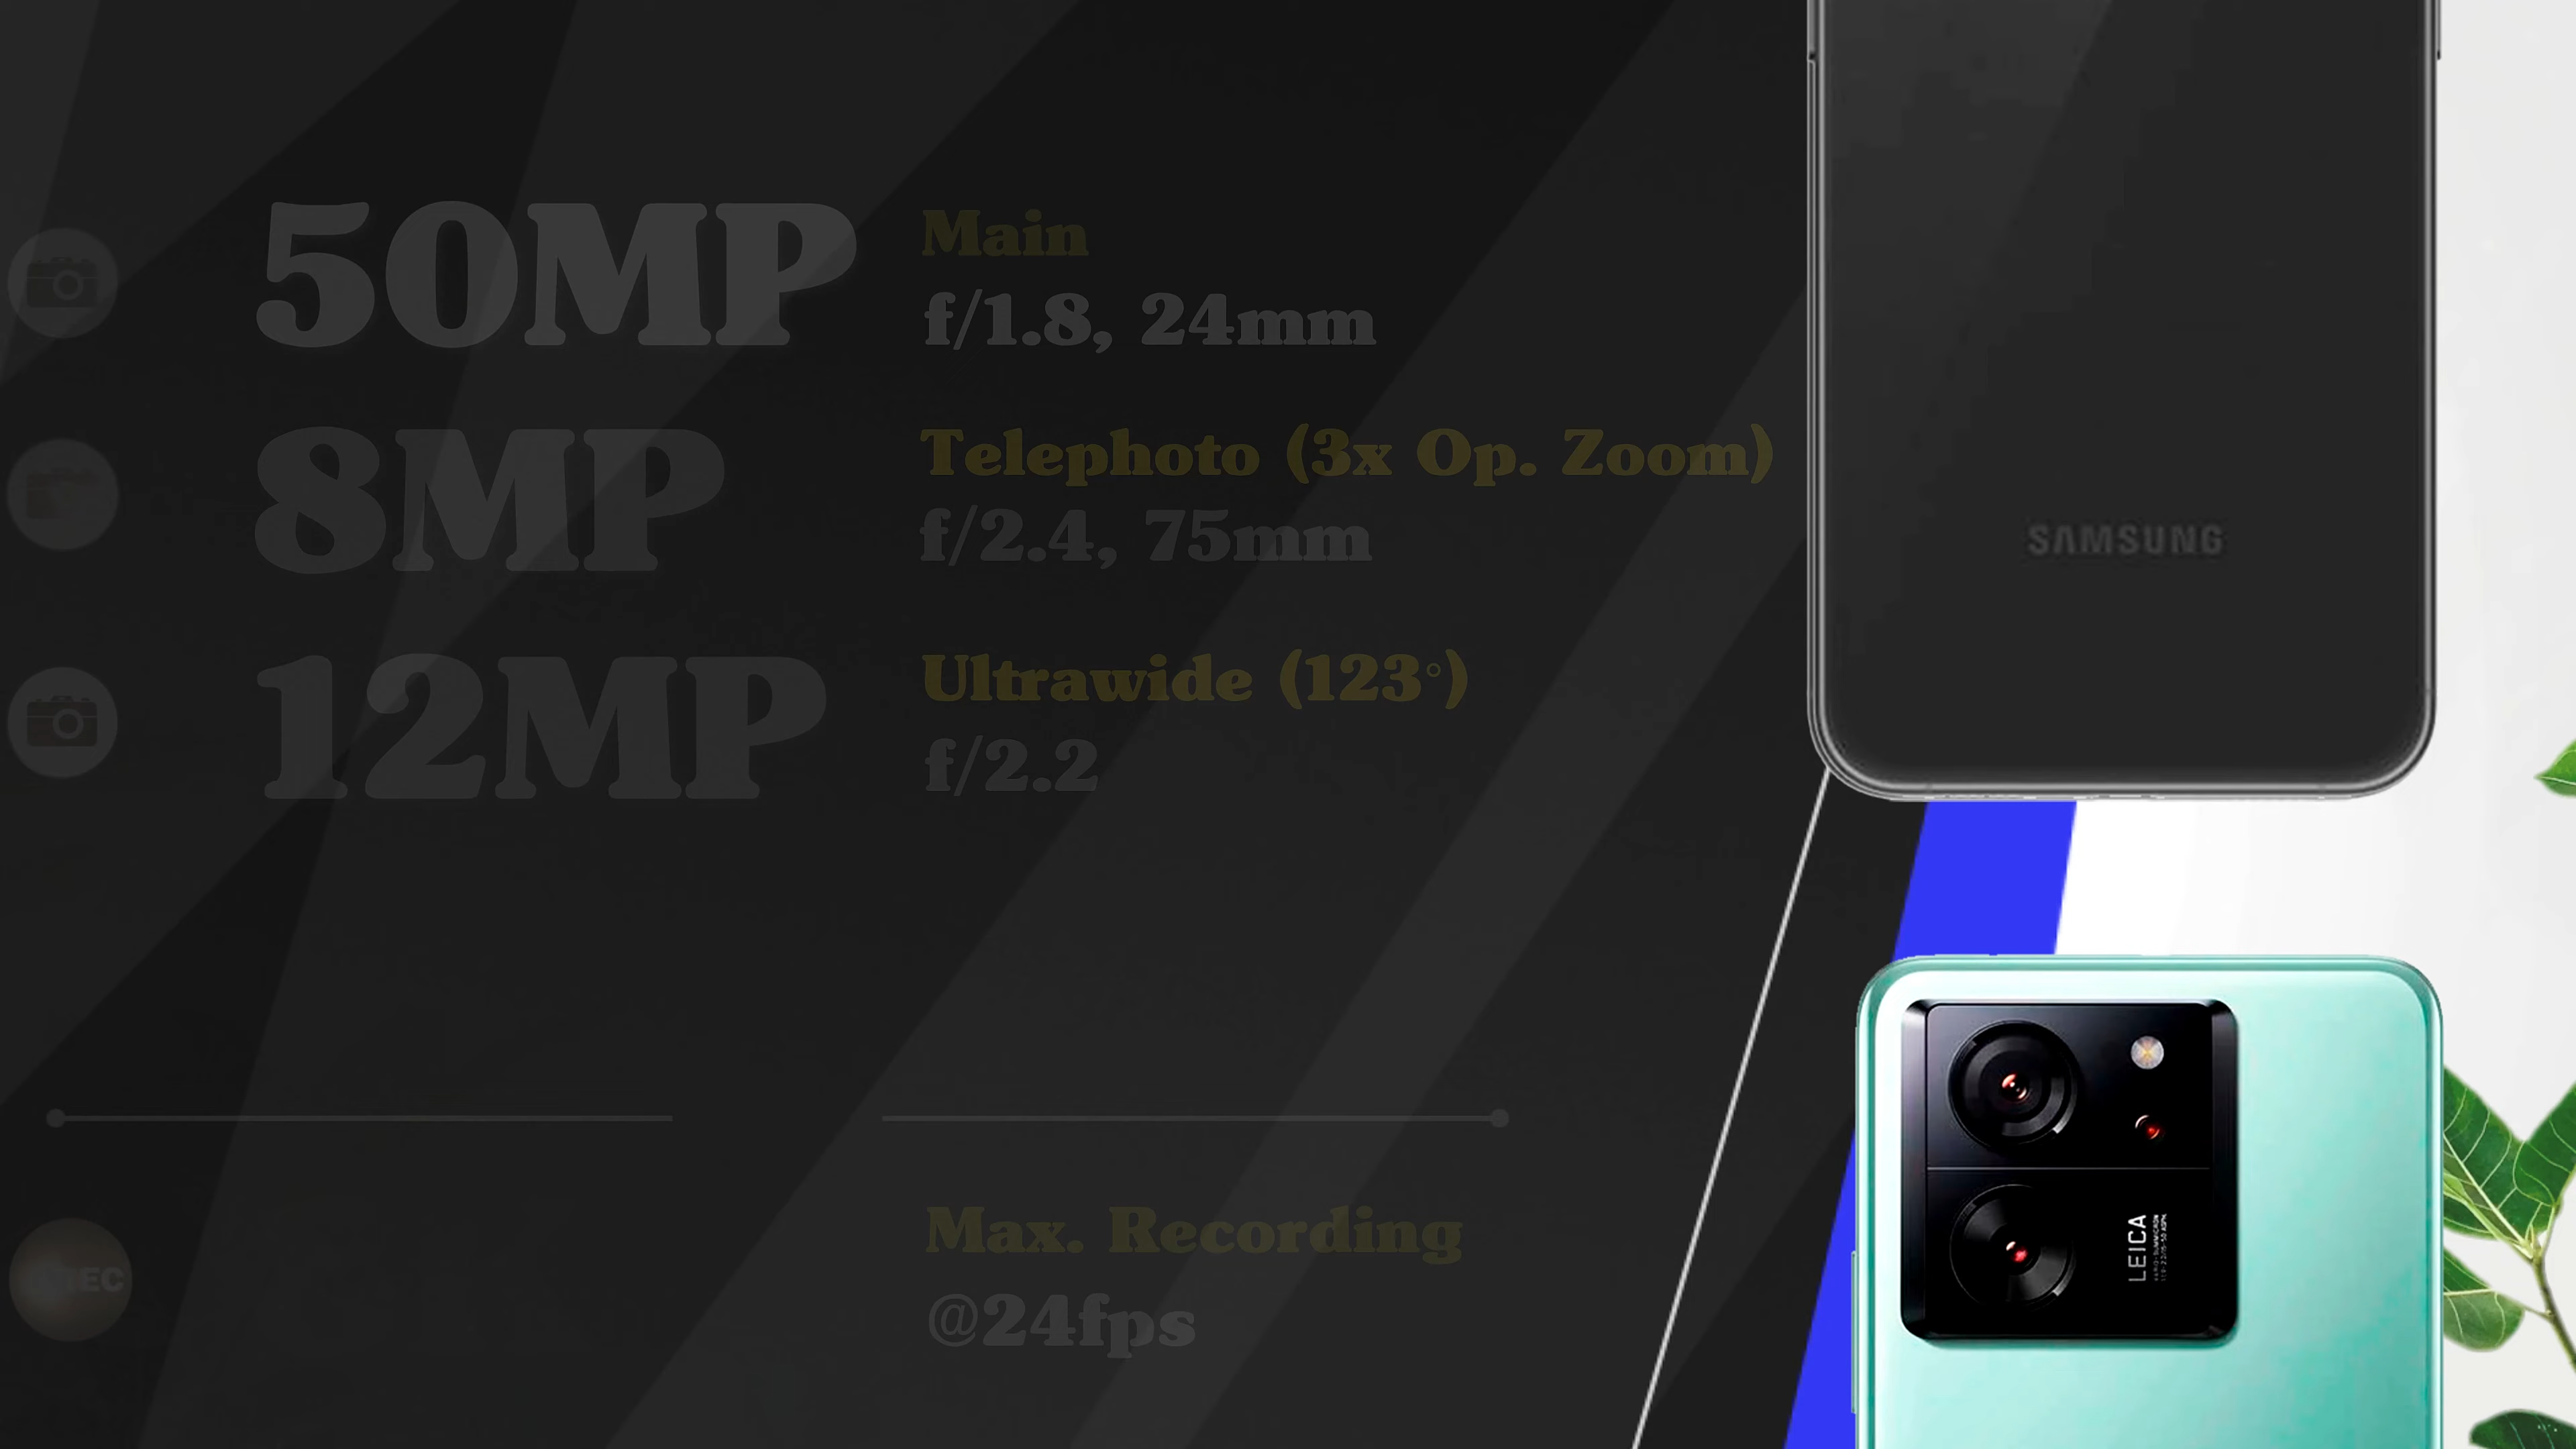 50MP
Main
f/1.8, 24mm
8MP
Telephoto (3x Op. Zoom)
f/2.4, 75mm
12MP
Ultrawide (123°)
f/2.2
SAMSUNG
Max. Recording
@24fps
LEICA